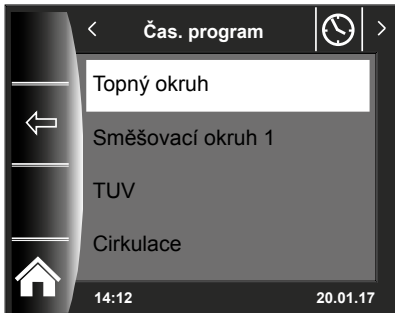 Čas. program
Topný okruh
Směšovací okruh 1
TUV
Cirkulace
14:12 20.01.17